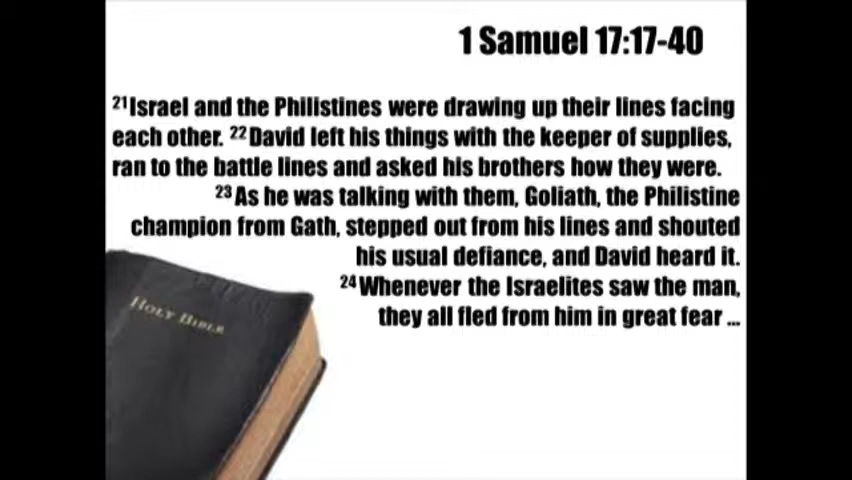 1 Samuel 17:17-40
21Israel and the Philistines were drawing up their lines facing
each other. 22David left his things with the keeper of supplies,
ran to the battle lines and asked his brothers how they were.
23As he was talking with them, Goliath, the Philistine
champion from Gath, stepped out from his lines and shouted
his usual defiance, and David heard it.
24Whenever the Israelites saw the man,
they all fled from him in great fear ...
HOLY BIBLE